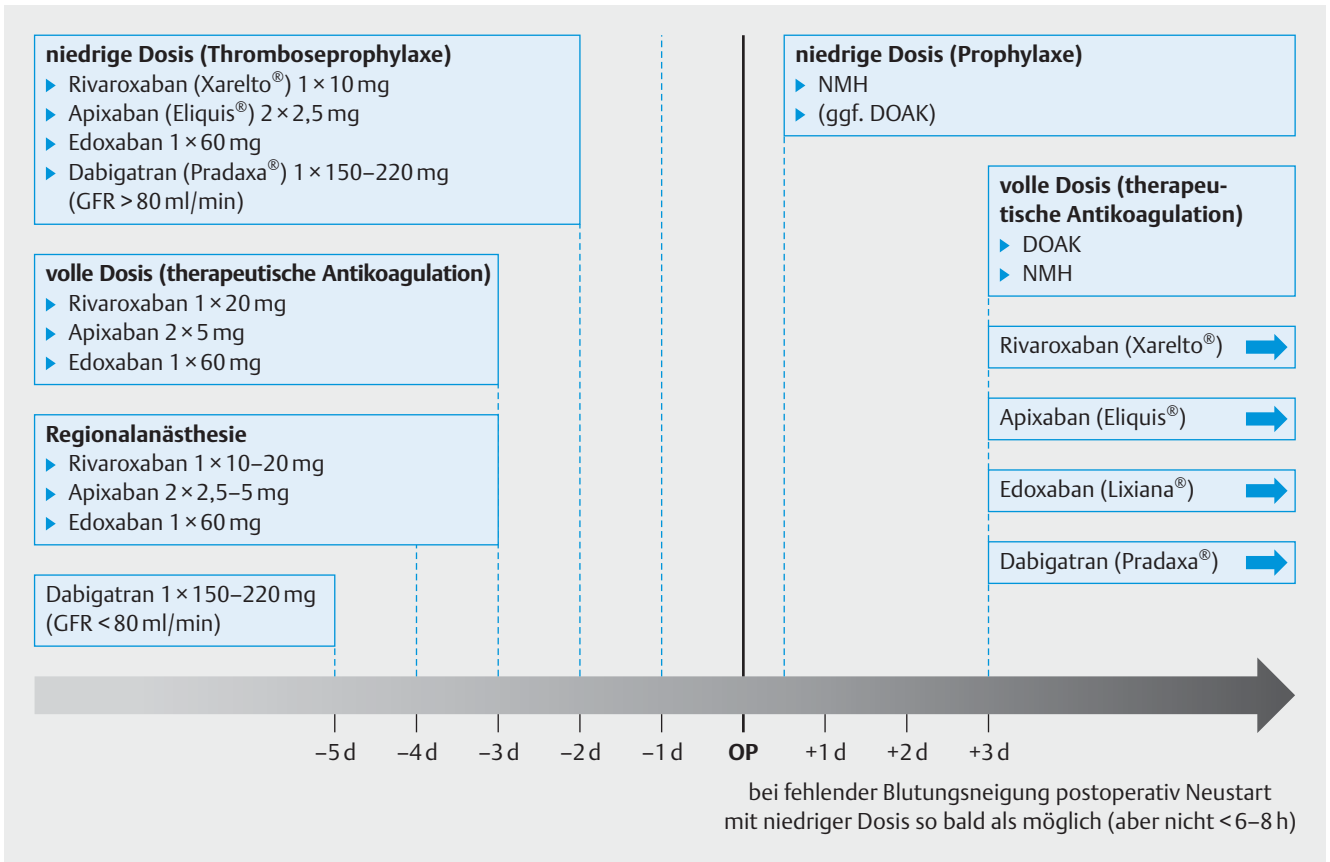 niedrige Dosis (Thromboseprophylaxe)
▶ Rivaroxaban (Xarelto®) 1 × 10 mg
▶ Apixaban (Eliquis®) 2 × 2,5 mg
▶ Edoxaban 1 × 60 mg
▶ Dabigatran (Pradaxa®) 1 × 150–220 mg
(GFR > 80 ml/min)
volle Dosis (therapeutische Antikoagulation)
▶ Rivaroxaban 1 × 20 mg
▶ Apixaban 2 × 5 mg
▶ Edoxaban 1 × 60 mg
Regionalanästhesie
▶ Rivaroxaban 1 × 10–20 mg
▶ Apixaban 2 × 2,5–5 mg
▶ Edoxaban 1 × 60 mg
Dabigatran 1 × 150–220 mg
(GFR < 80 ml/min)
niedrige Dosis (Prophylaxe)
▶ NMH
▶ (ggf. DOAK)
volle Dosis (therapeu-
tische Antikoagulation)
▶ DOAK
▶ NMH
Rivaroxaban (Xarelto®)
Apixaban (Eliquis®)
Edoxaban (Lixiana®)
Dabigatran (Pradaxa®)
–5 d –4 d –3 d –2 d –1 d OP +1 d +2 d +3 d
bei fehlender Blutungsneigung postoperativ Neustart
mit niedriger Dosis so bald als möglich (aber nicht < 6–8 h)